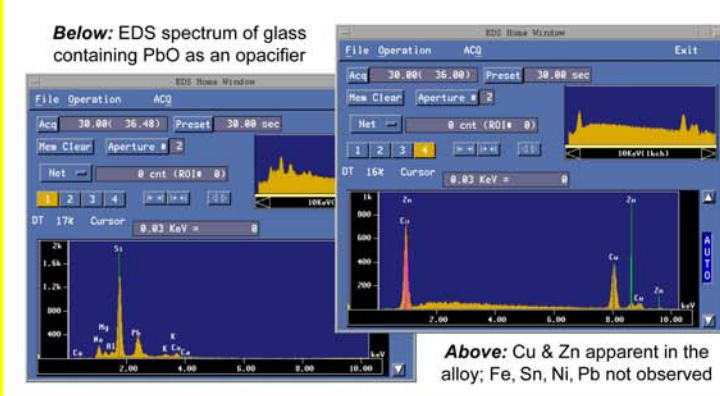 Below: EDS spectrum of glass
containing PbO as an opacifier
EDS Home Window
File Operation ACQ
Acq 30.00( 36.48) Preset 30.00 sec
Mem Clear Aperture # 2
Net 0 cnt (ROI# 0)
1 2 3 4
10KeV(
DT 17% Cursor 0.03 KeV = 0
2k
1.6k
1.2k
800
400
Si
Ca Na Mg Al Pb K K Ca Ca
2.00 4.00 6.00 8.00 10.00 keV
EDS Home Window
File Operation ACQ Exit
Acq 30.00( 36.00) Preset 30.00 sec
Mem Clear Aperture # 2
Net 0 cnt (ROI# 0)
1 2 3 4
10KeV(1kch)
DT 16% Cursor 0.03 KeV = 0
1k
800
600
400
200
Zn Cu Zn Cu Cu Zn
2.00 4.00 6.00 8.00 10.00 keV
AUTO
Above: Cu & Zn apparent in the
alloy; Fe, Sn, Ni, Pb not observed